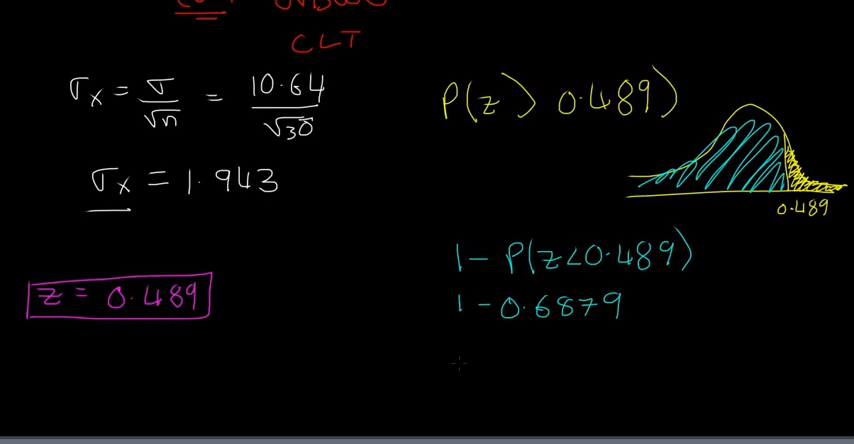 CLT
σx = σ/√n = 10.64/√30
σx = 1.943
z = 0.489
P(z > 0.489)
0.489
1 - P(z<0.489)
1 - 0.6879